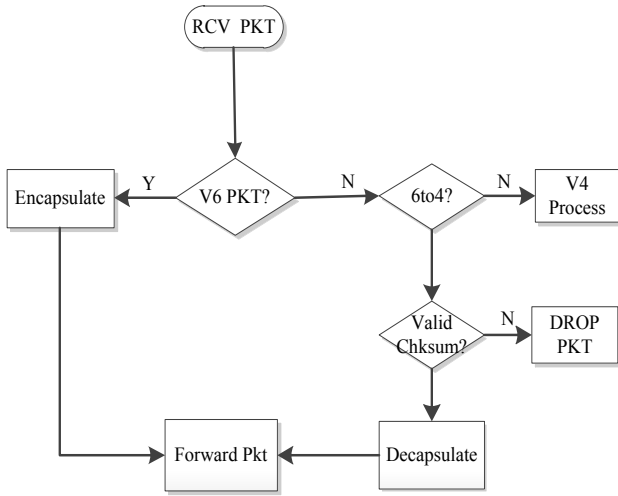 RCV PKT
Encapsulate
Y
V6 PKT?
N
6to4?
N
V4
Process
Valid
Chksum?
N
DROP
PKT
Forward Pkt
Decapsulate